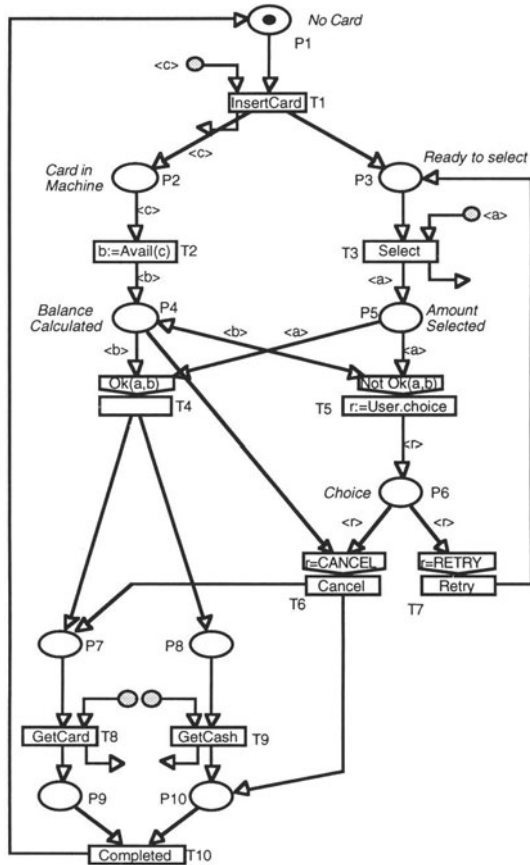 No Card
P1
<c>
InsertCard T1
<c>
Card in
Machine
P2
P3
Ready to select
<c>
<a>
b:=Avail(c) T2
T3 Select
<b>
<a>
Balance
Calculated
P4
P5
Amount
Selected
<b>
<b>
<a>
<a>
Ok(a,b)
T4
Not Ok(a,b)
T5 r:=User.choice
<r>
Choice
P6
<r>
<r>
r=CANCEL
Cancel
T6
r=RETRY
Retry
T7
P7
P8
GetCard T8
GetCash T9
P9
P10
Completed T10